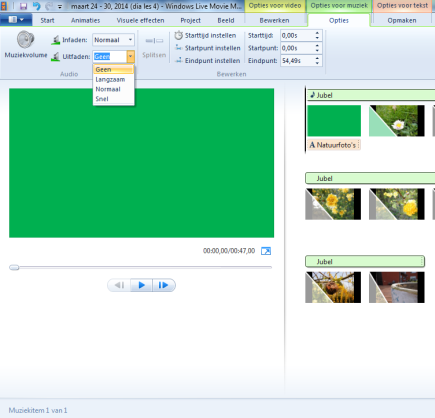 maart 24 - 30, 2014 (dia les 4) - Windows Live Movie M...
Opties voor video
Opties voor muziek
Opties voor tekst
Start Animaties Visuele effecten Project Beeld Bewerken Opties Opmaken
Muziekvolume
Infaden: Normaal
Uitfaden: Geen
Geen
Langzaam
Normaal
Snel
Audio
Splitsen
Starttijd instellen
Startpunt instellen
Eindpunt instellen
Starttijd: 0,00s
Startpunt: 0,00s
Eindpunt: 54,49s
Bewerken
Jubel
A Natuurfoto's :
Jubel
00:00,00/00:47,00
Jubel
Muziekitem 1 van 1